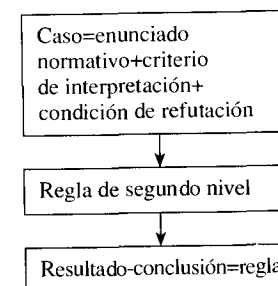 Caso=enunciado
normativo+criterio
de interpretación+
condición de refutación
Regla de segundo nivel
Resultado-conclusión=regla